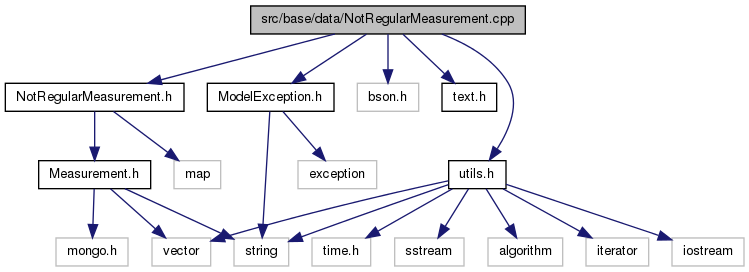 src/base/data/NotRegularMeasurement.cpp
NotRegularMeasurement.h
ModelException.h
bson.h
text.h
Measurement.h
map
exception
utils.h
mongo.h
vector
string
time.h
sstream
algorithm
iterator
iostream